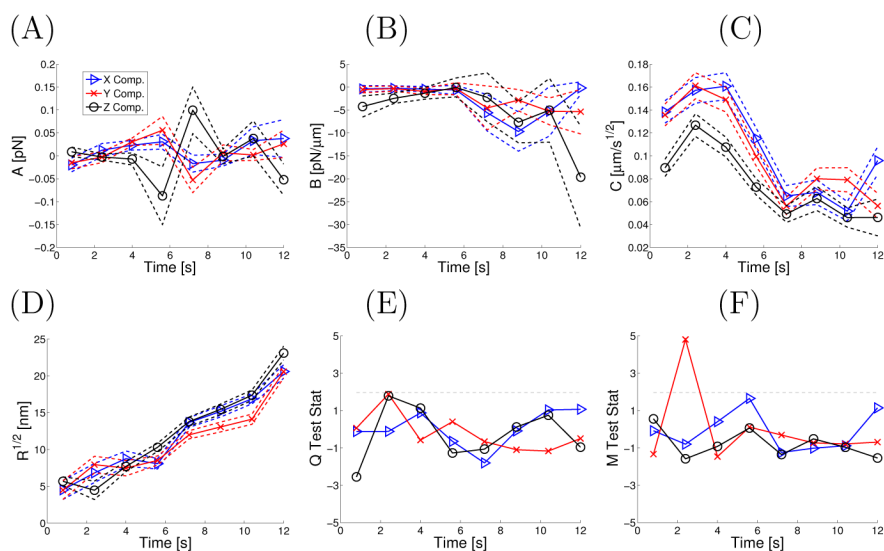 (A) (B) (C)
0.2 5 0.18
0.15 0 0.16
0.1 −5 0.14
0.05 −10 0.12
0 −15 0.1
−0.05 −20 0.08
−0.1 −25 0.06
−0.15 −30 0.04
−0.2 −35 0.02
X Comp.
Y Comp.
Z Comp.
A [pN] B [pN/μm] C [μm/s^1/2]
0 2 4 6 8 10 12 0 2 4 6 8 10 12 0 2 4 6 8 10 12
Time [s] Time [s] Time [s]
(D) (E) (F)
25 5 5
20 3 3
15 1 1
10 −1 −1
5 −3 −3
0 −5 −5
R^1/2 [nm] Q Test Stat M Test Stat
0 2 4 6 8 10 12 0 2 4 6 8 10 12 0 2 4 6 8 10 12
Time [s] Time [s] Time [s]